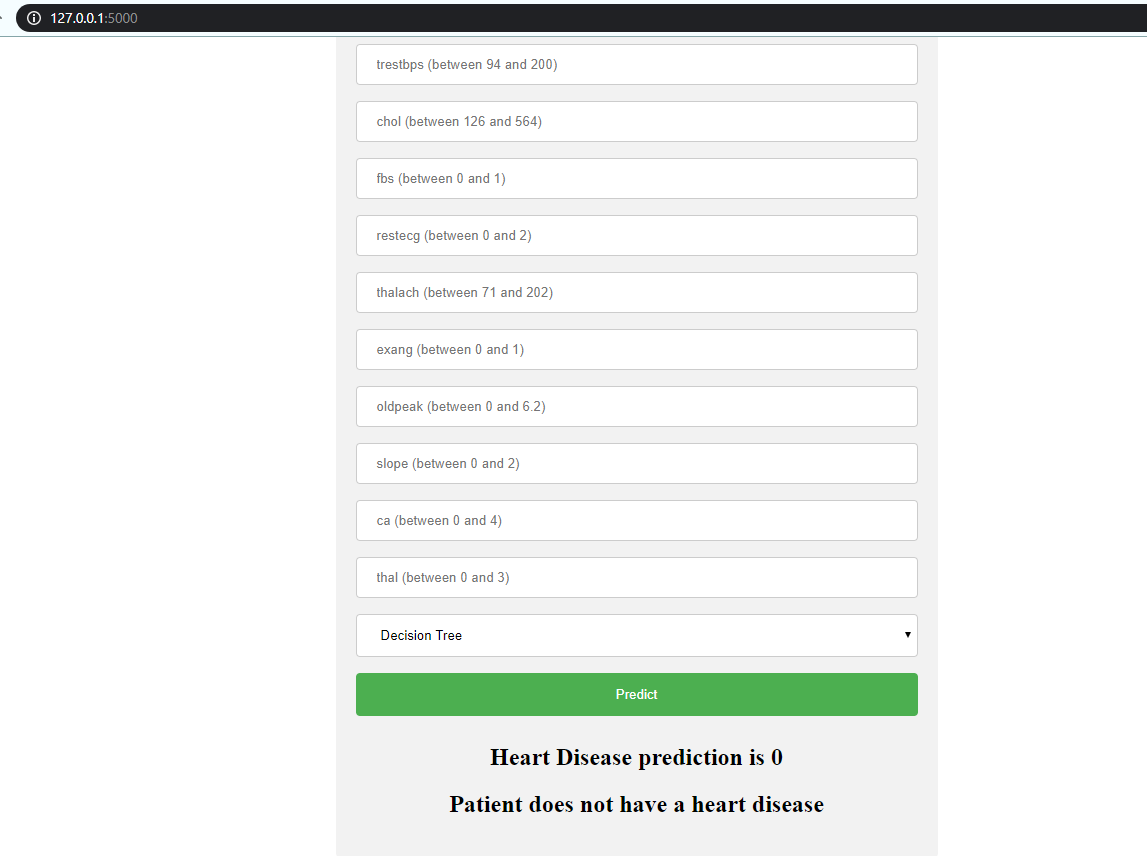 127.0.0.1:5000
trestbps (between 94 and 200)
chol (between 126 and 564)
fbs (between 0 and 1)
restecg (between 0 and 2)
thalach (between 71 and 202)
exang (between 0 and 1)
oldpeak (between 0 and 6.2)
slope (between 0 and 2)
ca (between 0 and 4)
thal (between 0 and 3)
Decision Tree
Predict
Heart Disease prediction is 0
Patient does not have a heart disease